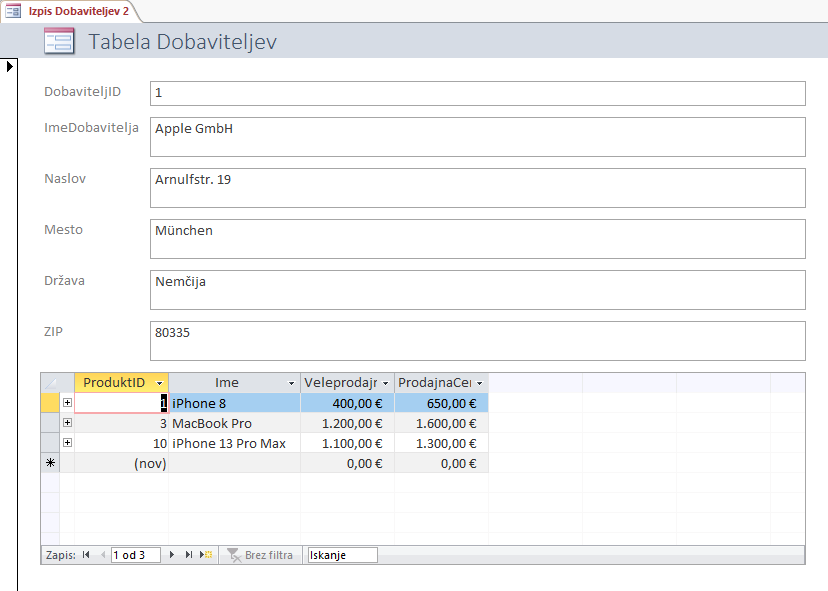 Izpis Dobaviteljev 2
Tabela Dobaviteljev
DobaviteljID 1
ImeDobavitelja Apple GmbH
Naslov Arnulfstr. 19
Mesto München
Država Nemčija
ZIP 80335
ProduktID Ime Veleprodajr ProdajnaCer
1 iPhone 8 400,00 € 650,00 €
3 MacBook Pro 1.200,00 € 1.600,00 €
10 iPhone 13 Pro Max 1.100,00 € 1.300,00 €
(nov) 0,00 € 0,00 €
Zapis: 1 od 3 Brez filtra Iskanje